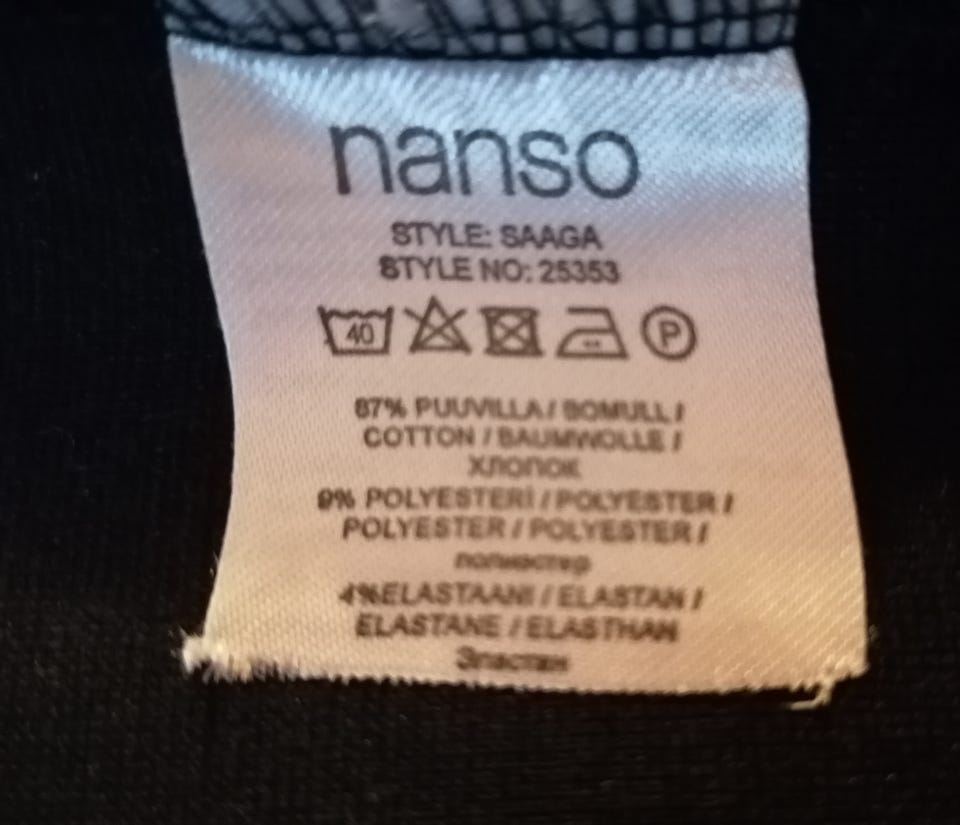 nanso
STYLE: SAAGA
STYLE NO: 25353
40 P
87% PUUVILLA / BOMULL /
COTTON / BAUMWOLLE /
ХЛОПОК
9% POLYESTERI / POLYESTER /
POLYESTER / POLYESTER /
полиэстер
4%ELASTAANI / ELASTAN /
ELASTANE / ELASTHAN
Эластан